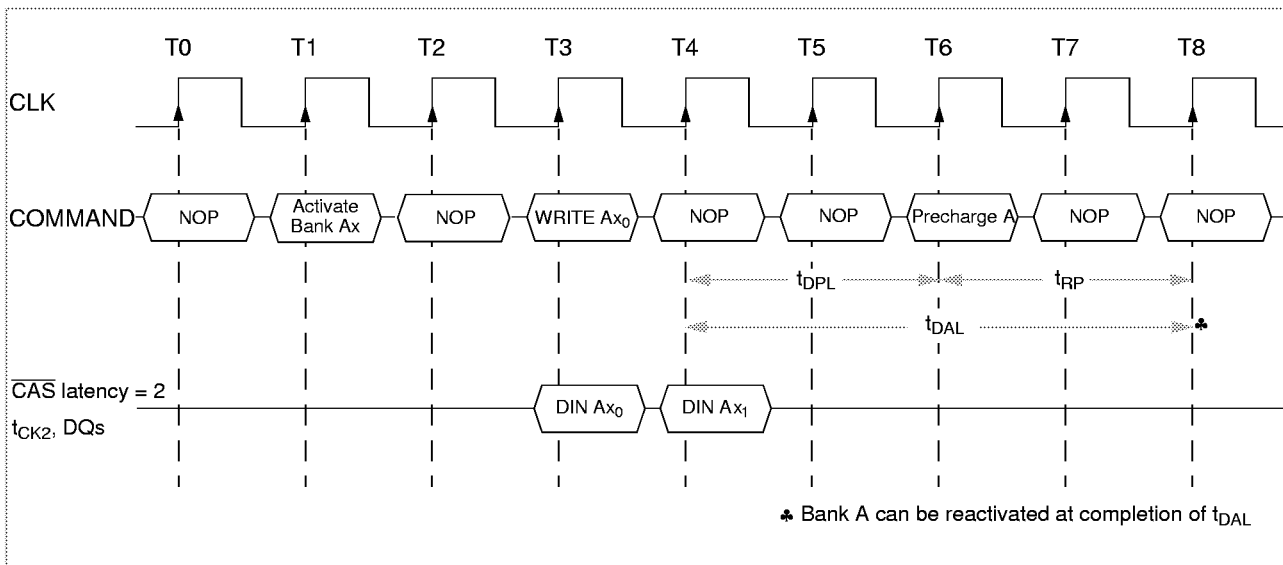 T0 T1 T2 T3 T4 T5 T6 T7 T8
CLK
COMMAND NOP Activate Bank Ax NOP WRITE Ax0 NOP NOP Precharge A NOP NOP
tDPL tRP
tDAL ♣
CAS latency = 2
DIN Ax0 DIN Ax1
tCK2, DQs
♣ Bank A can be reactivated at completion of tDAL